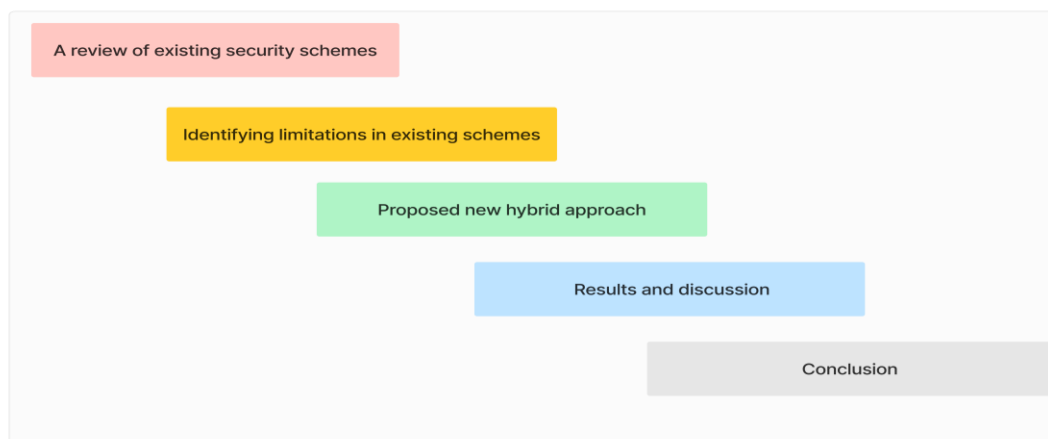 A review of existing security schemes
Identifying limitations in existing schemes
Proposed new hybrid approach
Results and discussion
Conclusion